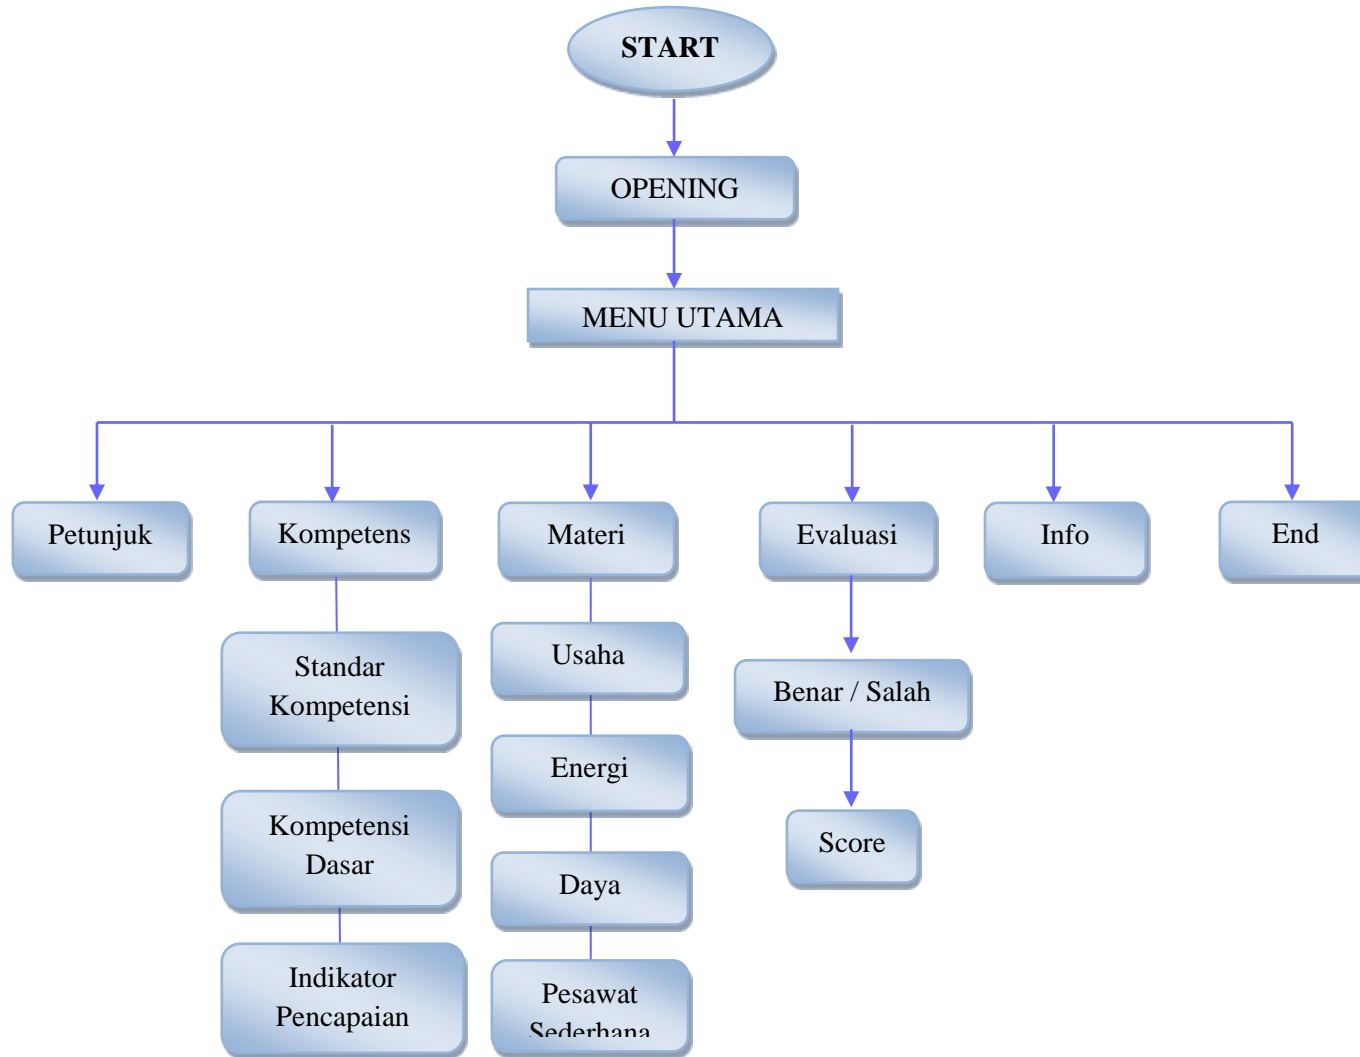 START
OPENING
MENU UTAMA
Petunjuk
Kompetens
Materi
Evaluasi
Info
End
Standar
Kompetensi
Kompetensi
Dasar
Indikator
Pencapaian
Usaha
Energi
Daya
Pesawat
Sederhana
Benar / Salah
Score